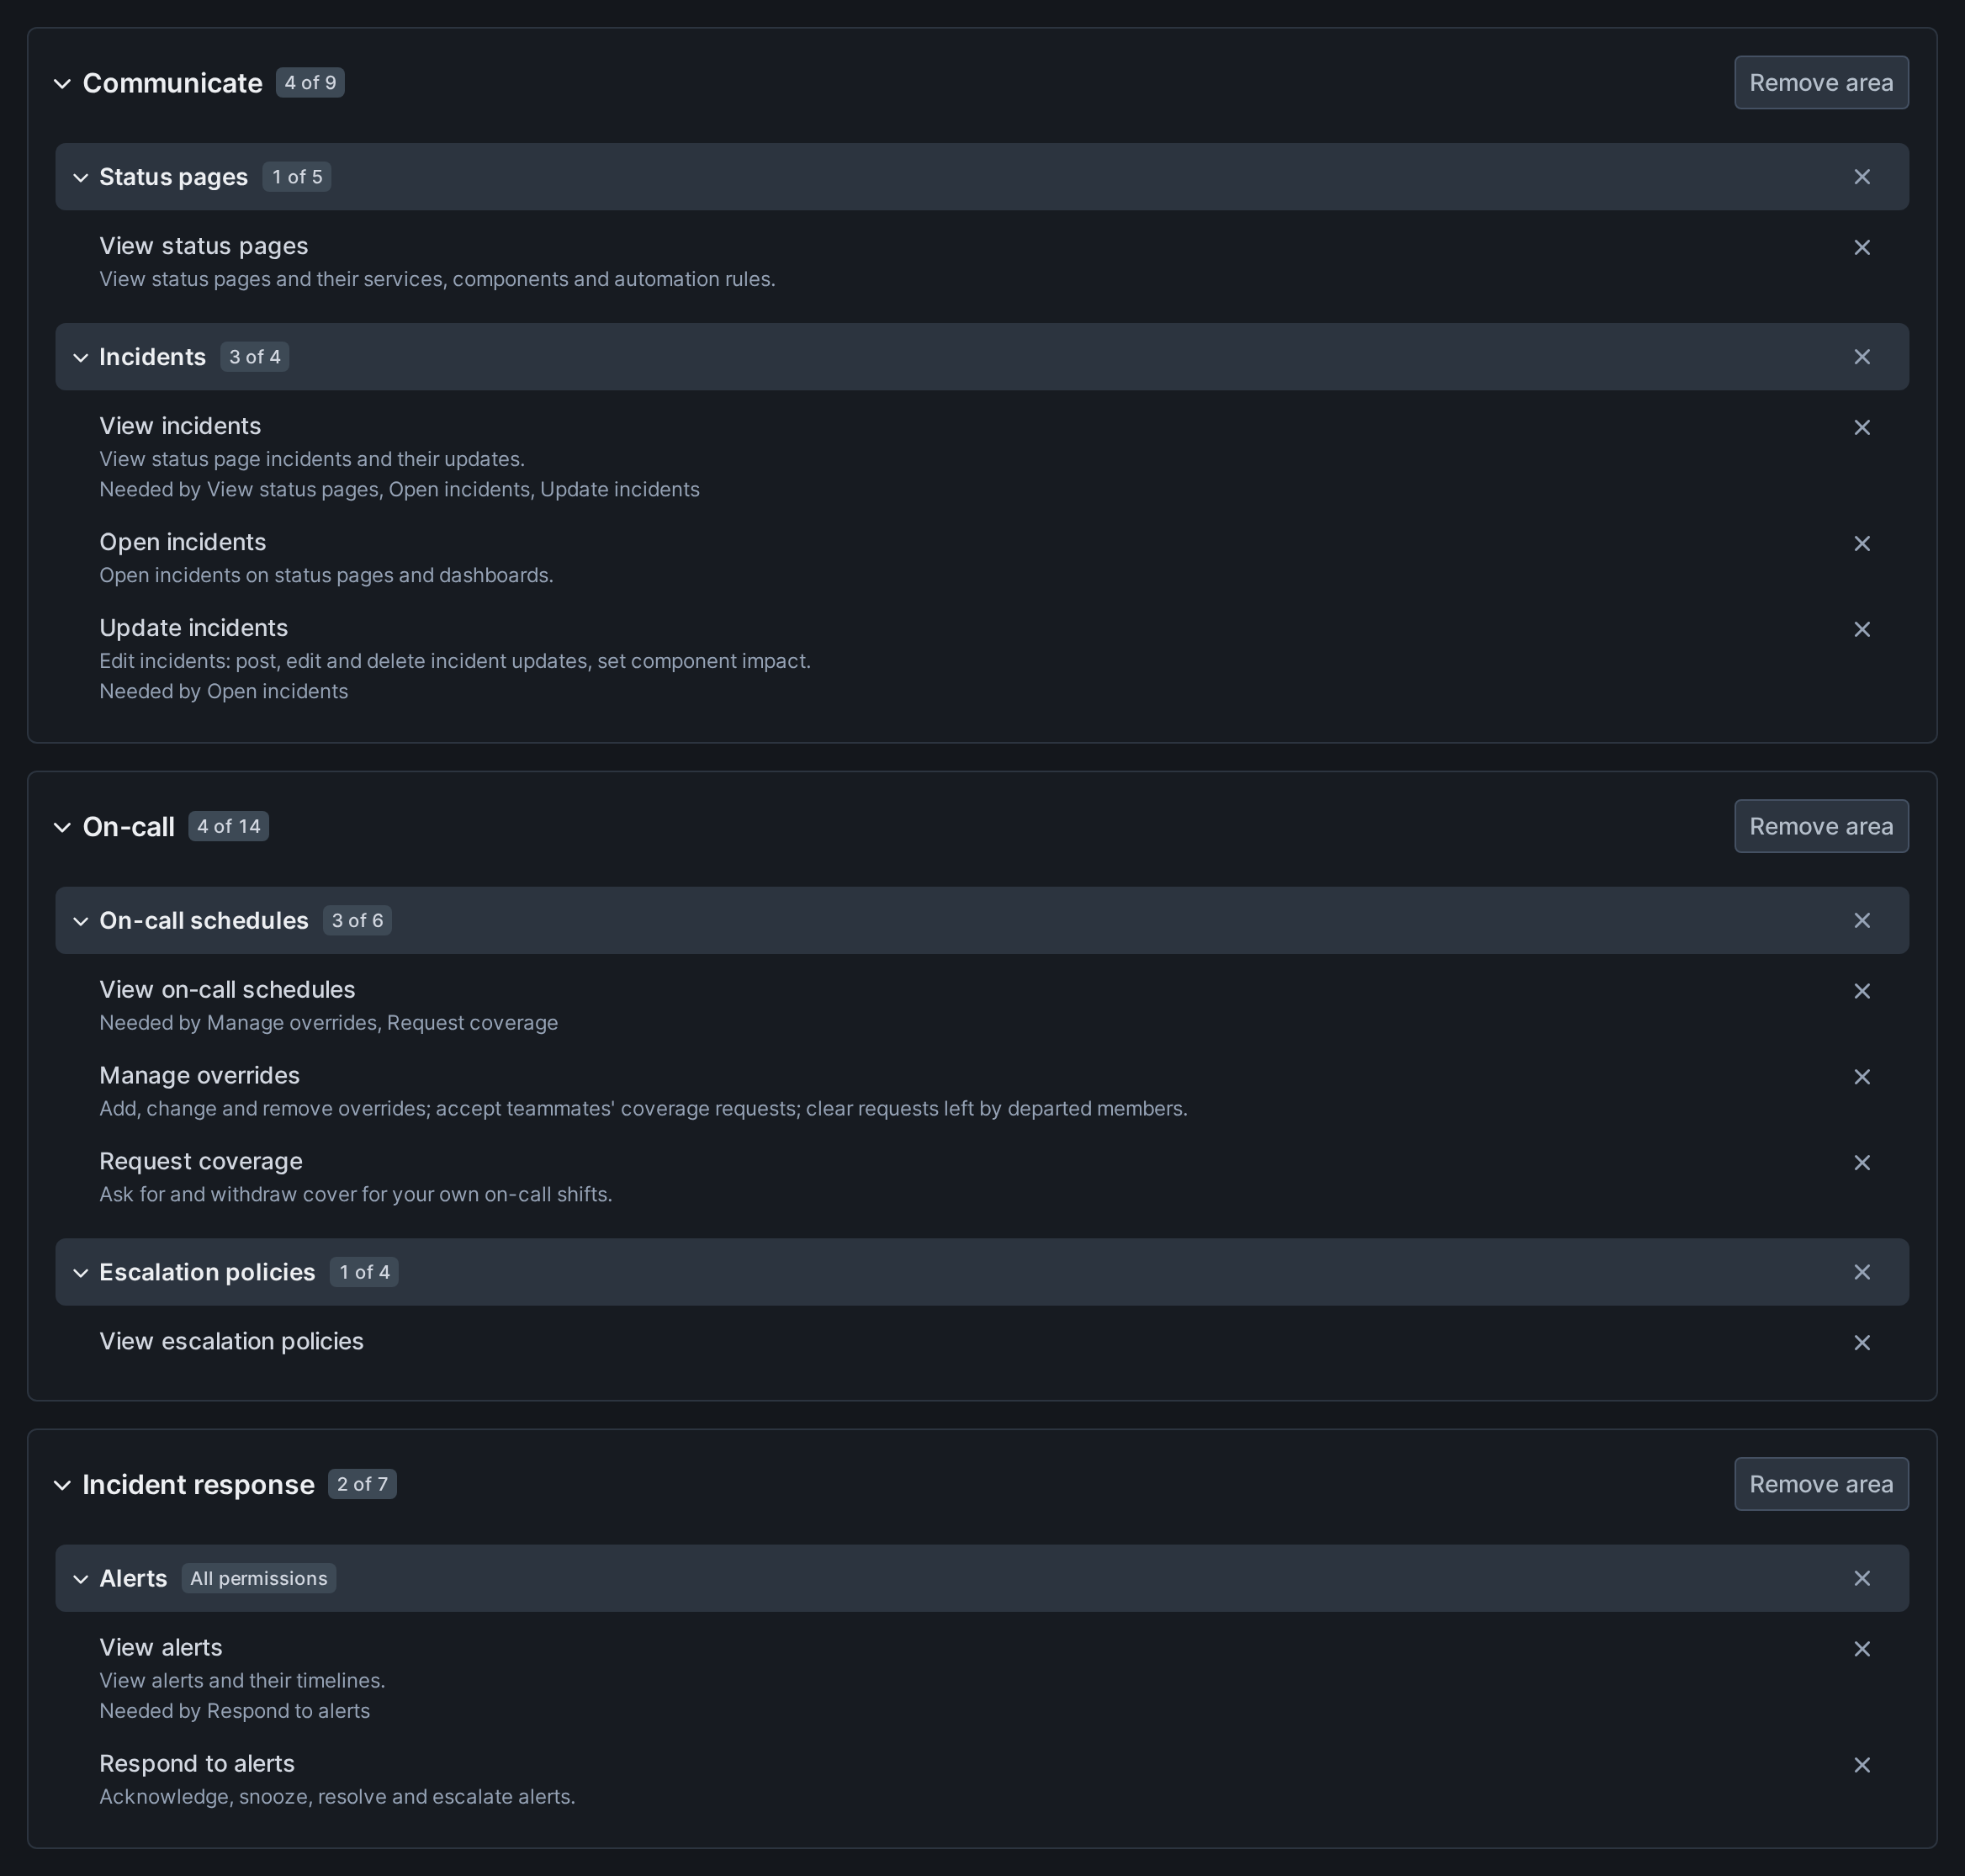 Communicate 4 of 9 Remove area
Status pages 1 of 5
View status pages
View status pages and their services, components and automation rules.
Incidents 3 of 4
View incidents
View status page incidents and their updates.
Needed by View status pages, Open incidents, Update incidents
Open incidents
Open incidents on status pages and dashboards.
Update incidents
Edit incidents: post, edit and delete incident updates, set component impact.
Needed by Open incidents
On-call 4 of 14 Remove area
On-call schedules 3 of 6
View on-call schedules
Needed by Manage overrides, Request coverage
Manage overrides
Add, change and remove overrides; accept teammates' coverage requests; clear requests left by departed members.
Request coverage
Ask for and withdraw cover for your own on-call shifts.
Escalation policies 1 of 4
View escalation policies
Incident response 2 of 7 Remove area
Alerts All permissions
View alerts
View alerts and their timelines.
Needed by Respond to alerts
Respond to alerts
Acknowledge, snooze, resolve and escalate alerts.